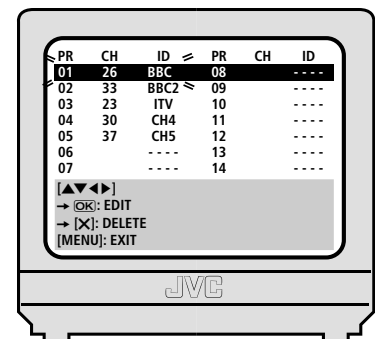 PR CH ID PR CH ID
01 26 BBC 08 ----
02 33 BBC2 09 ----
03 23 ITV 10 ----
04 30 CH4 11 ----
05 37 CH5 12 ----
06 ---- 13 ----
07 ---- 14 ----
[▲▼◀▶]
→ OK: EDIT
→ [X]: DELETE
[MENU]: EXIT
JVC